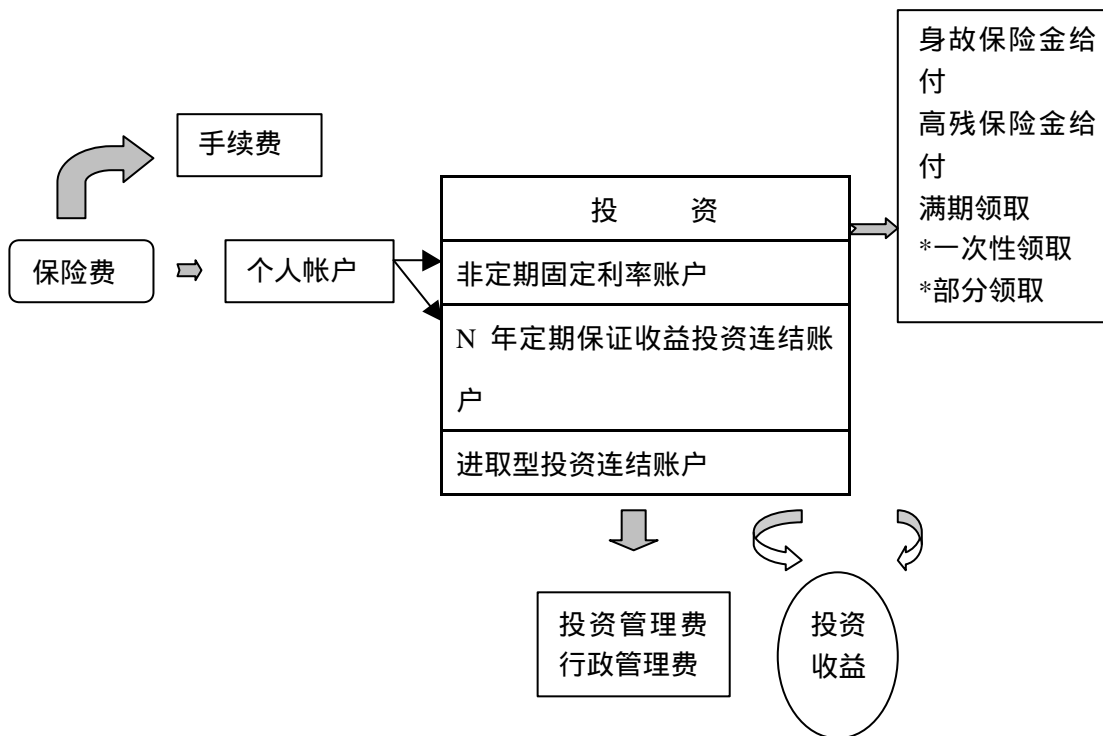 身故保险金给
付
高残保险金给
付
满期领取
*一次性领取
*部分领取
手续费
保险费
个人帐户
投 资
非定期固定利率账户
N 年定期保证收益投资连结账
户
进取型投资连结账户
投资管理费
行政管理费
投资
收益